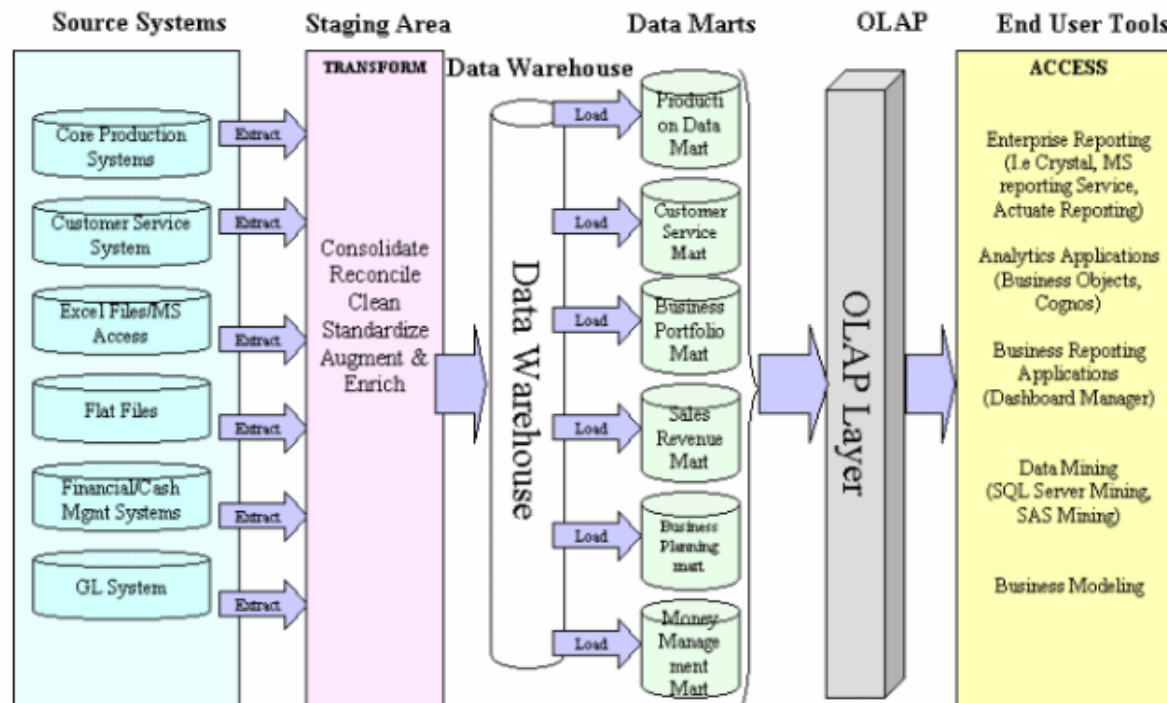 Source Systems
Staging Area
Data Marts
OLAP
End User Tools
TRANSFORM
Data Warehouse
ACCESS
Core Production
Systems
Customer Service
System
Excel Files/MS
Access
Flat Files
Financial/Cash
Mgmt Systems
GL System
Extract
Extract
Extract
Extract
Extract
Extract
Consolidate
Reconcile
Clean
Standardize
Augment &
Enrich
Data Warehouse
Load
Load
Load
Load
Load
Load
Producti
on Data
Mart
Customer
Service
Mart
Business
Portfolio
Mart
Sales
Revenue
Mart
Business
Planning
mart
Money
Manage
ment
Mart
OLAP Layer
Enterprise Reporting
(I.e Crystal, MS
reporting Service,
Actuate Reporting)
Analytics Applications
(Business Objects,
Cognos)
Business Reporting
Applications
(Dashboard Manager)
Data Mining
(SQL Server Mining,
SAS Mining)
Business Modeling